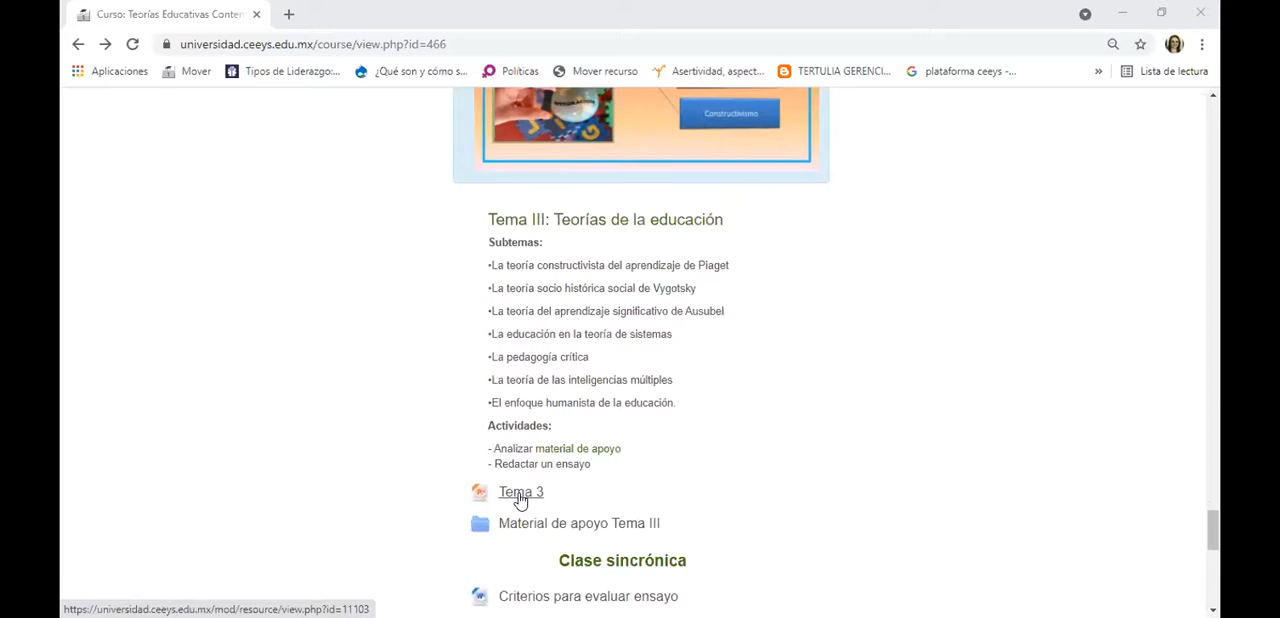 Curso: Teorías Educativas Conten
universidad.ceeys.edu.mx/course/view.php?id=466
Aplicaciones Mover Tipos de Liderazgo:... ¿Qué son y cómo s... Políticas Mover recurso Asertividad, aspect... TERTULIA GERENCI... plataforma ceeys -... » Lista de lectura
Constructivismo
Tema III: Teorías de la educación
Subtemas:
•La teoría constructivista del aprendizaje de Piaget
•La teoría socio histórica social de Vygotsky
•La teoría del aprendizaje significativo de Ausubel
•La educación en la teoría de sistemas
•La pedagogía crítica
•La teoría de las inteligencias múltiples
•El enfoque humanista de la educación.
Actividades:
- Analizar material de apoyo
- Redactar un ensayo
Tema 3
Material de apoyo Tema III
Clase sincrónica
Criterios para evaluar ensayo
https://universidad.ceeys.edu.mx/mod/resource/view.php?id=11103